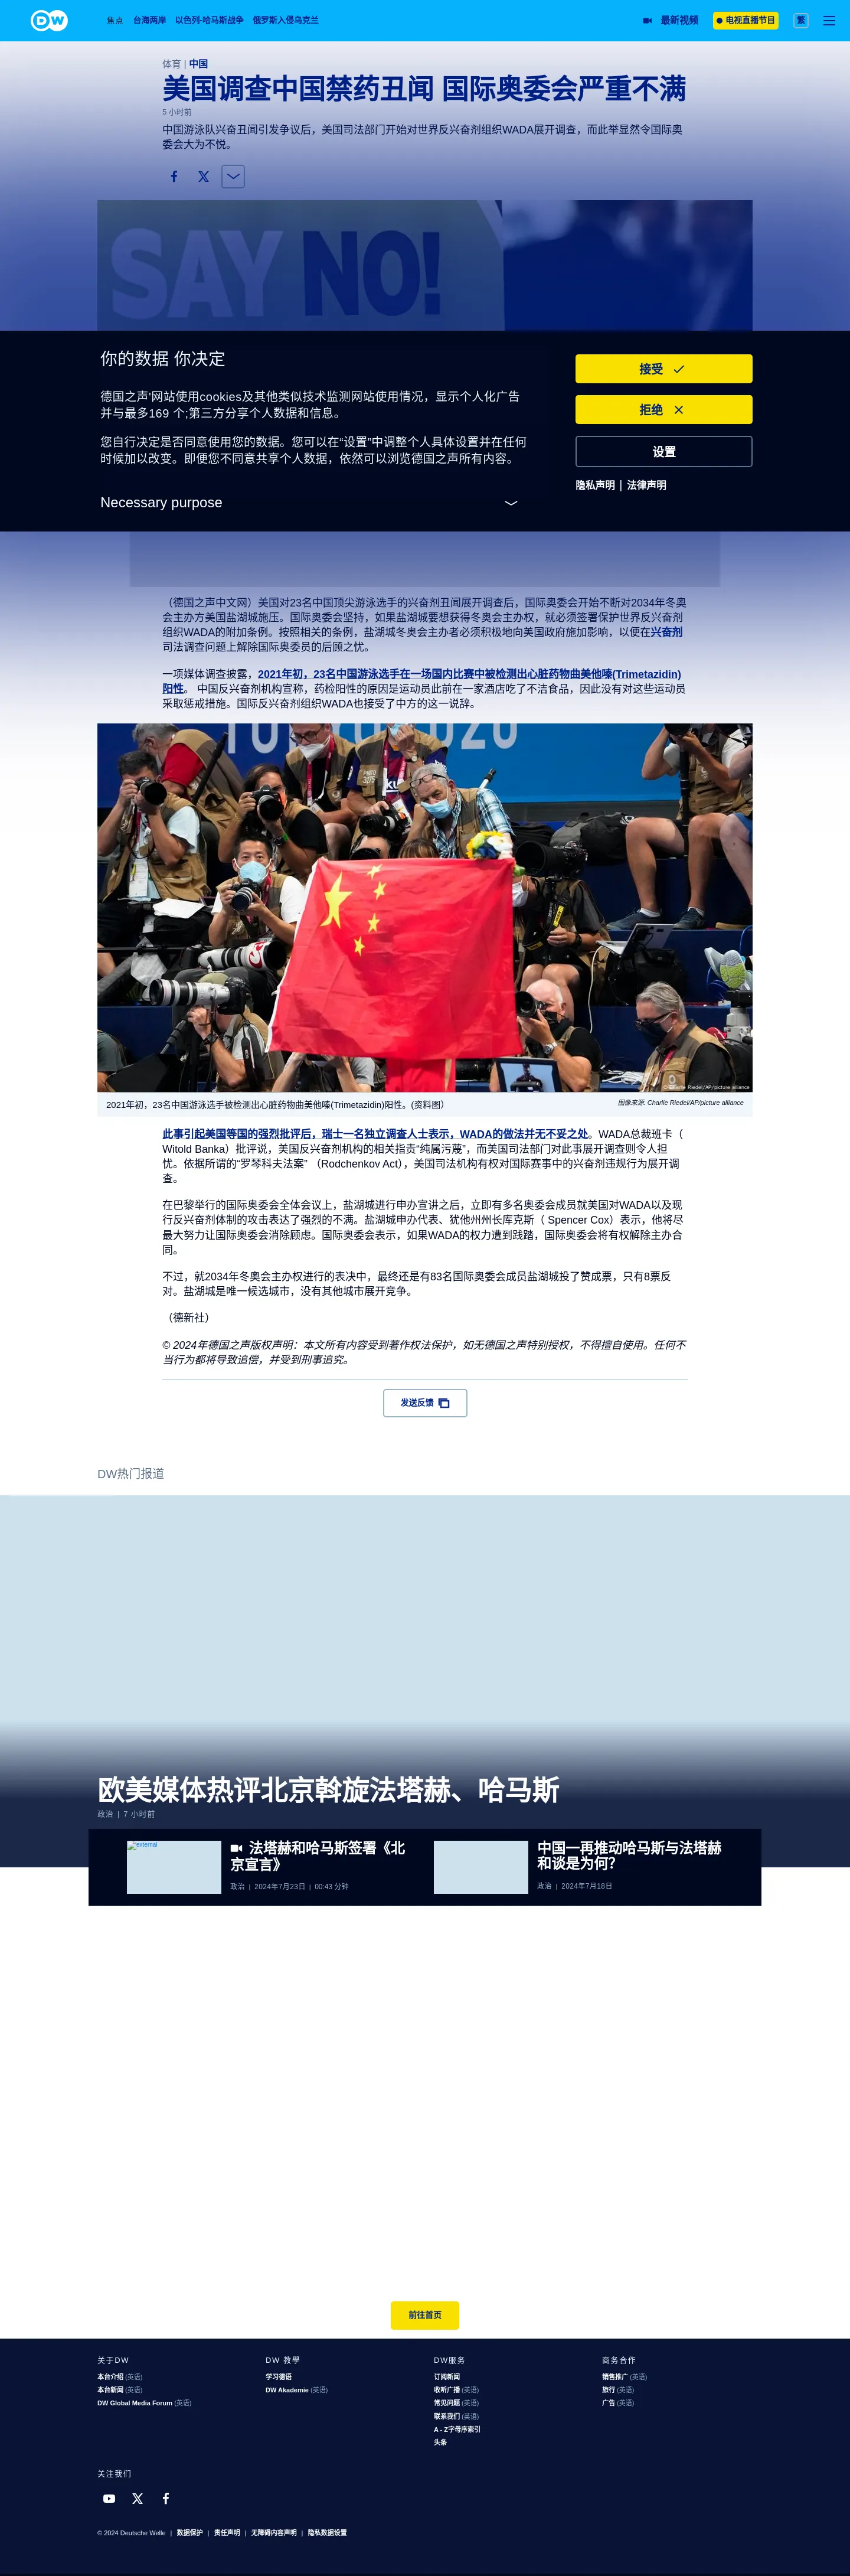 DW
焦点 台海两岸 以色列-哈马斯战争 俄罗斯入侵乌克兰
最新视频 电视直播节目 繁
体育 | 中国
美国调查中国禁药丑闻 国际奥委会严重不满
5 小时前
中国游泳队兴奋丑闻引发争议后，美国司法部门开始对世界反兴奋剂组织WADA展开调查，而此举显然令国际奥
委会大为不悦。
SAY NO!
你的数据 你决定
德国之声'网站使用cookies及其他类似技术监测网站使用情况，显示个人化广告
并与最多169 个;第三方分享个人数据和信息。
您自行决定是否同意使用您的数据。您可以在“设置”中调整个人具体设置并在任何
时候加以改变。即便您不同意共享个人数据，依然可以浏览德国之声所有内容。
Necessary purpose
接受
拒绝
设置
隐私声明 | 法律声明
（德国之声中文网）美国对23名中国顶尖游泳选手的兴奋剂丑闻展开调查后，国际奥委会开始不断对2034年冬奥
会主办方美国盐湖城施压。国际奥委会坚持，如果盐湖城要想获得冬奥会主办权，就必须签署保护世界反兴奋剂
组织WADA的附加条例。按照相关的条例，盐湖城冬奥会主办者必须积极地向美国政府施加影响，以便在兴奋剂
司法调查问题上解除国际奥委员的后顾之忧。
一项媒体调查披露，2021年初，23名中国游泳选手在一场国内比赛中被检测出心脏药物曲美他嗪(Trimetazidin)
阳性。 中国反兴奋剂机构宣称，药检阳性的原因是运动员此前在一家酒店吃了不洁食品，因此没有对这些运动员
采取惩戒措施。国际反兴奋剂组织WADA也接受了中方的这一说辞。
TOKYO 2020
© Charlie Riedel/AP/picture alliance
2021年初，23名中国游泳选手被检测出心脏药物曲美他嗪(Trimetazidin)阳性。(资料图）
图像来源: Charlie Riedel/AP/picture alliance
此事引起美国等国的强烈批评后，瑞士一名独立调查人士表示，WADA的做法并无不妥之处。WADA总裁班卡（
Witold Banka）批评说，美国反兴奋剂机构的相关指责“纯属污蔑”，而美国司法部门对此事展开调查则令人担
忧。依据所谓的“罗琴科夫法案” （Rodchenkov Act)，美国司法机构有权对国际赛事中的兴奋剂违规行为展开调
查。
在巴黎举行的国际奥委会全体会议上，盐湖城进行申办宣讲之后，立即有多名奥委会成员就美国对WADA以及现
行反兴奋剂体制的攻击表达了强烈的不满。盐湖城申办代表、犹他州州长库克斯（ Spencer Cox）表示，他将尽
最大努力让国际奥委会消除顾虑。国际奥委会表示，如果WADA的权力遭到践踏，国际奥委会将有权解除主办合
同。
不过，就2034年冬奥会主办权进行的表决中，最终还是有83名国际奥委会成员盐湖城投了赞成票，只有8票反
对。盐湖城是唯一候选城市，没有其他城市展开竞争。
（德新社）
© 2024年德国之声版权声明：本文所有内容受到著作权法保护，如无德国之声特别授权，不得擅自使用。任何不
当行为都将导致追偿，并受到刑事追究。
发送反馈
DW热门报道
欧美媒体热评北京斡旋法塔赫、哈马斯
政治 | 7 小时前
external
法塔赫和哈马斯签署《北
京宣言》
政治 | 2024年7月23日 | 00:43 分钟
中国一再推动哈马斯与法塔赫
和谈是为何？
政治 | 2024年7月18日
前往首页
关于DW
本台介绍 (英语)
本台新闻 (英语)
DW Global Media Forum (英语)
DW 教學
学习德语
DW Akademie (英语)
DW服务
订阅新闻
收听广播 (英语)
常见问题 (英语)
联系我们 (英语)
A - Z字母序索引
头条
商务合作
销售推广 (英语)
旅行 (英语)
广告 (英语)
关注我们
© 2024 Deutsche Welle | 数据保护 | 责任声明 | 无障碍内容声明 | 隐私数据设置